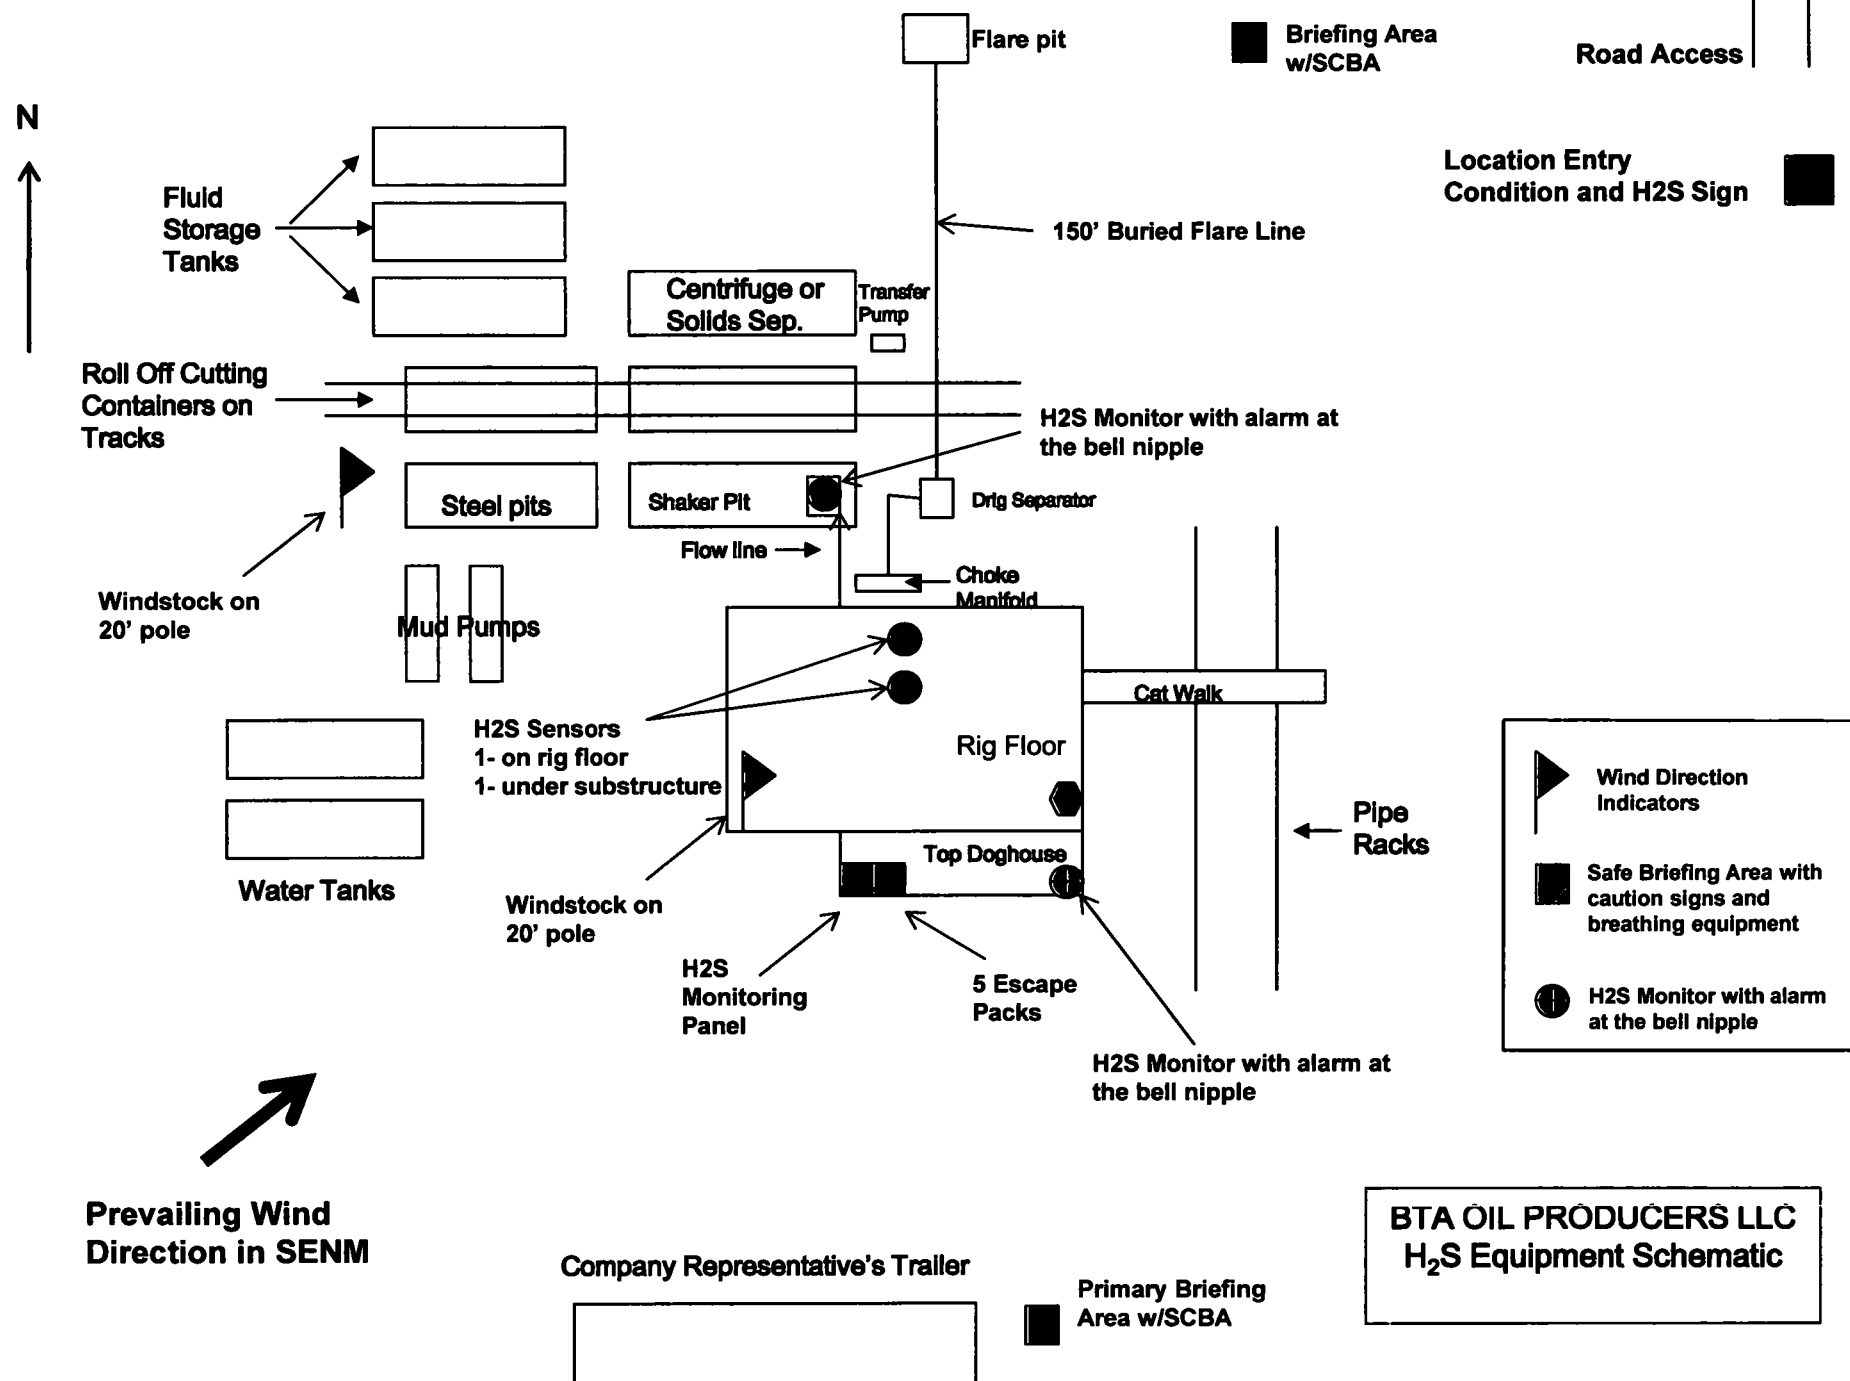 Flare pit
Briefing Area
w/SCBA
Road Access
N
Location Entry
Condition and H2S Sign
Fluid
Storage
Tanks
150' Buried Flare Line
Centrifuge or
Solids Sep.
Transfer
Pump
Roll Off Cutting
Containers on
Tracks
H2S Monitor with alarm at
the bell nipple
Steel pits
Shaker Pit
Drlg Separator
Flow line
Choke
Manifold
Windstock on
20' pole
Mud Pumps
Cat Walk
H2S Sensors
1- on rig floor
1- under substructure
Rig Floor
Wind Direction
Indicators
Pipe
Racks
Top Doghouse
Safe Briefing Area with
caution signs and
breathing equipment
Water Tanks
Windstock on
20' pole
H2S
Monitoring
Panel
5 Escape
Packs
H2S Monitor with alarm
at the bell nipple
H2S Monitor with alarm at
the bell nipple
Prevailing Wind
Direction in SENM
BTA OIL PRODUCERS LLC
H₂S Equipment Schematic
Company Representative's Trailer
Primary Briefing
Area w/SCBA